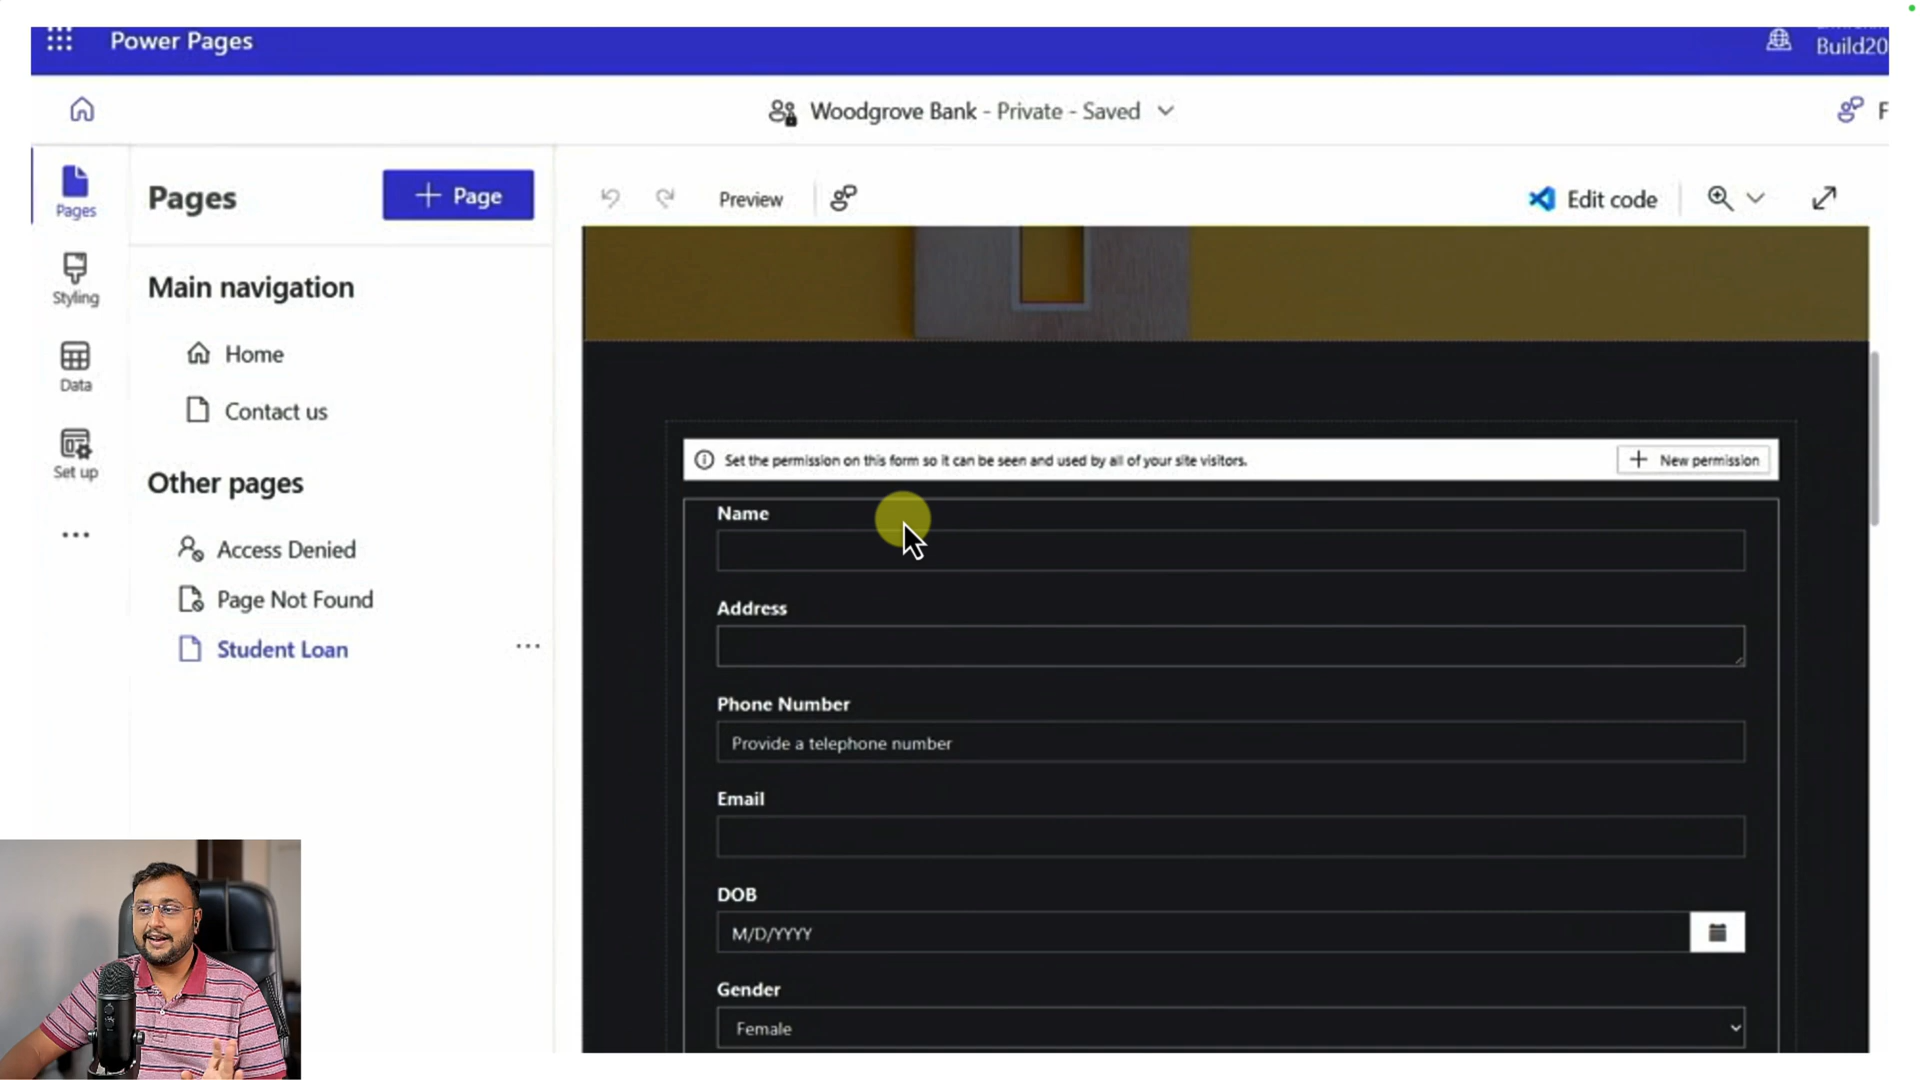 Power Pages
Build20
Woodgrove Bank - Private - Saved
F
Pages
Styling
Data
Set up
Pages
+ Page
Main navigation
Home
Contact us
Other pages
Access Denied
Page Not Found
Student Loan
Preview
Edit code
Set the permission on this form so it can be seen and used by all of your site visitors.
+ New permission
Name
Address
Phone Number
Provide a telephone number
Email
DOB
M/D/YYYY
Gender
Female